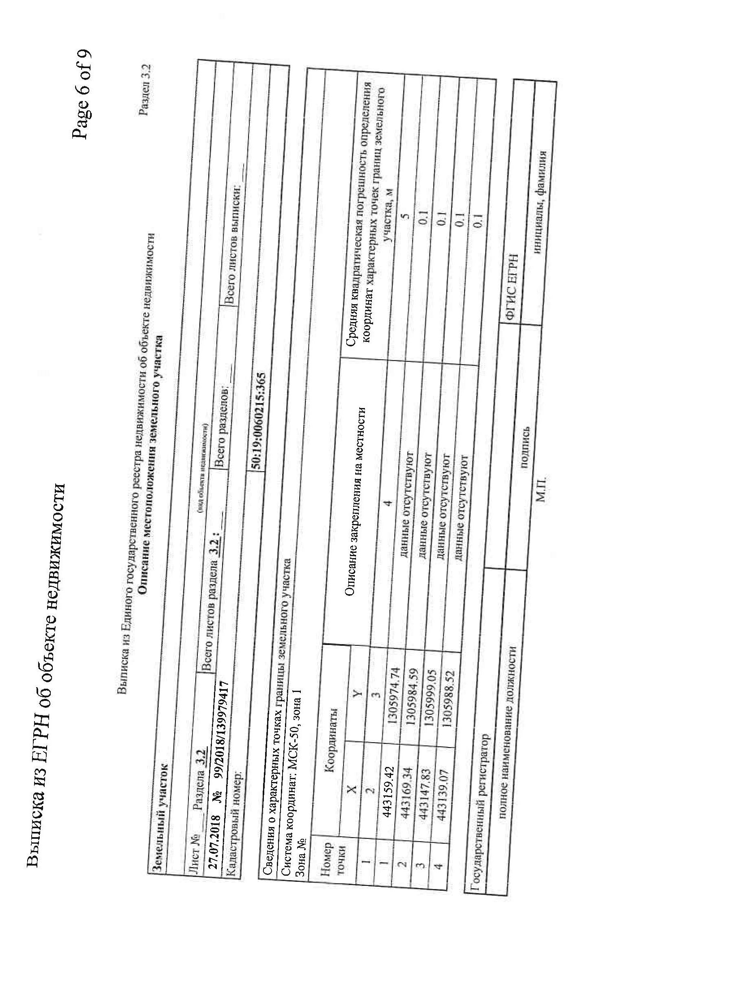 Выписка из ЕГРН об объекте недвижимости
Page 6 of 9
Раздел 3.2
Выписка из Единого государственного реестра недвижимости об объекте недвижимости
Описание местоположения земельного участка
Земельный участок
(вид объекта недвижимости)
Лист № ___ Раздела 3.2 Всего листов раздела 3.2 : ___ Всего разделов: ___ Всего листов выписки: ___
27.07.2018 № 99/2018/139979417
Кадастровый номер: 50:19:0060215:365
Сведения о характерных точках границы земельного участка
Система координат: МСК-50, зона 1
Зона №
Номер точки Координаты Описание закрепления на местности Средняя квадратическая погрешность определения
координат характерных точек границ земельного
участка, м
X Y
1 2 3 4 5
1 443159.42 1305974.74 данные отсутствуют 0.1
2 443169.34 1305984.59 данные отсутствуют 0.1
3 443147.83 1305999.05 данные отсутствуют 0.1
4 443139.07 1305988.52 данные отсутствуют 0.1
Государственный регистратор ФГИС ЕГРН
полное наименование должности подпись инициалы, фамилия
М.П.